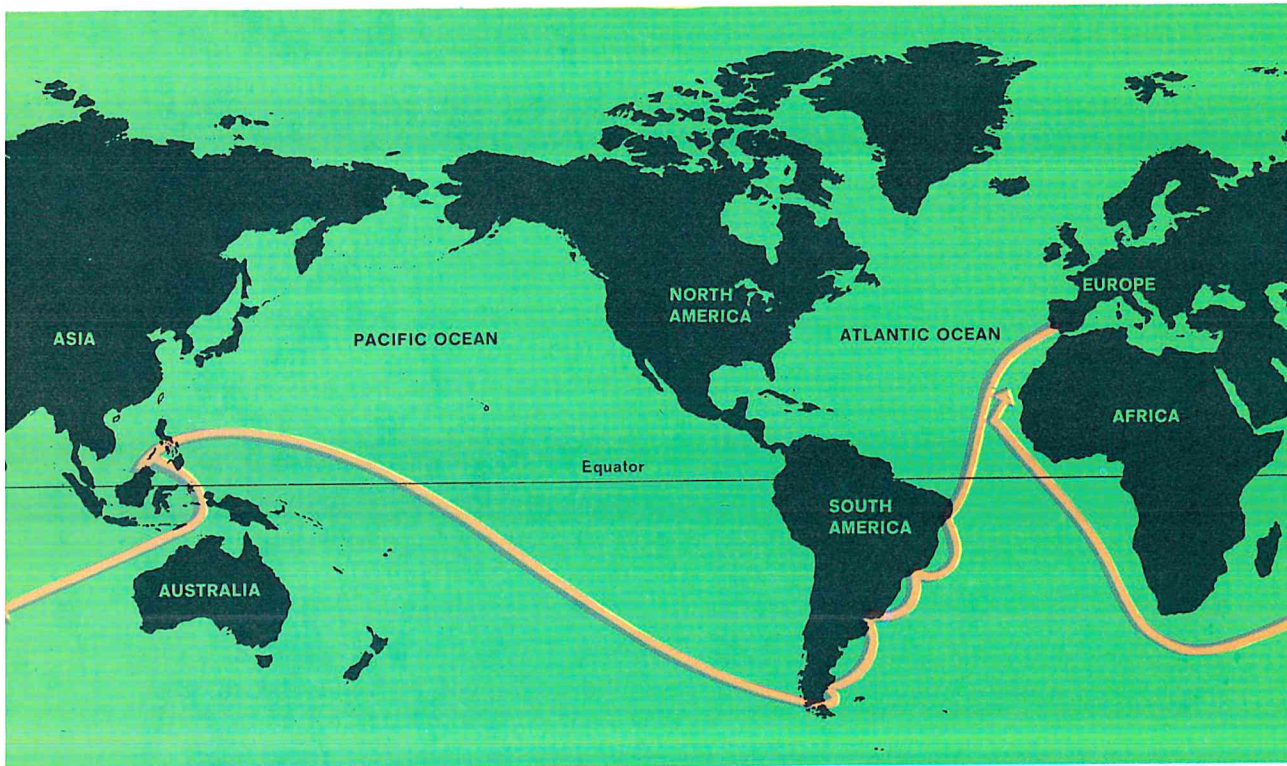 NORTH
AMERICA
EUROPE
ASIA
PACIFIC OCEAN
ATLANTIC OCEAN
AFRICA
Equator
SOUTH
AMERICA
AUSTRALIA